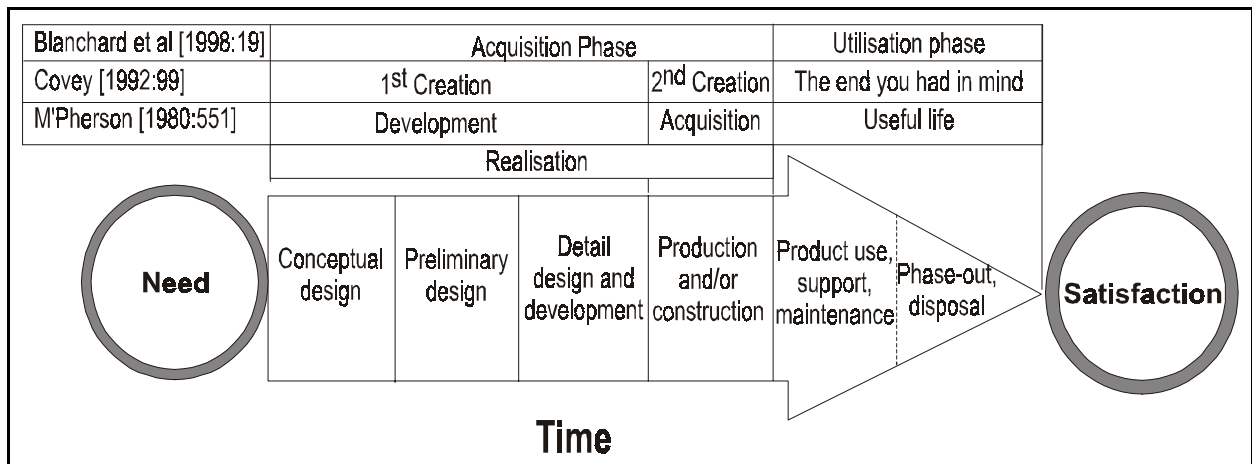 Blanchard et al [1998:19] Acquisition Phase Utilisation phase
Covey [1992:99] 1st Creation 2nd Creation The end you had in mind
M'Pherson [1980:551] Development Acquisition Useful life
Realisation
Need
Conceptual
design
Preliminary
design
Detail
design and
development
Production
and/or
construction
Product use,
support,
maintenance
Phase-out,
disposal
Satisfaction
Time